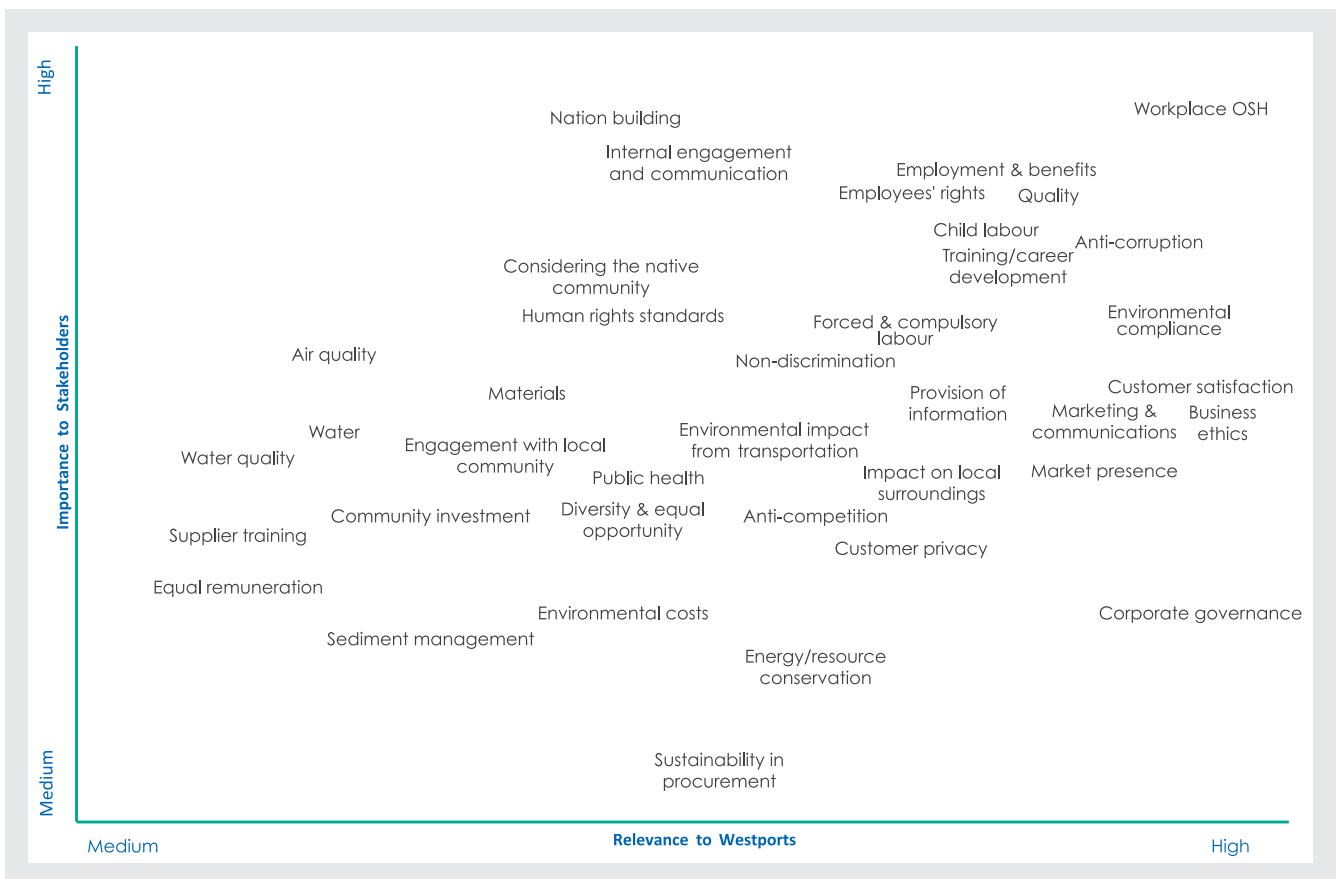 High
Workplace OSH
Nation building
Internal engagement
and communication
Employment & benefits
Employees' rights
Quality
Child labour
Anti-corruption
Training/career
development
Considering the native
community
Human rights standards
Forced & compulsory
labour
Environmental
compliance
Air quality
Non-discrimination
Materials
Provision of
information
Customer satisfaction
Marketing &
communications
Business
ethics
Water
Water quality
Engagement with local
community
Environmental impact
from transportation
Public health
Impact on local
surroundings
Market presence
Community investment
Diversity & equal
opportunity
Anti-competition
Supplier training
Customer privacy
Equal remuneration
Environmental costs
Corporate governance
Sediment management
Energy/resource
conservation
Sustainability in
procurement
Importance to Stakeholders
Medium
Medium
Relevance to Westports
High